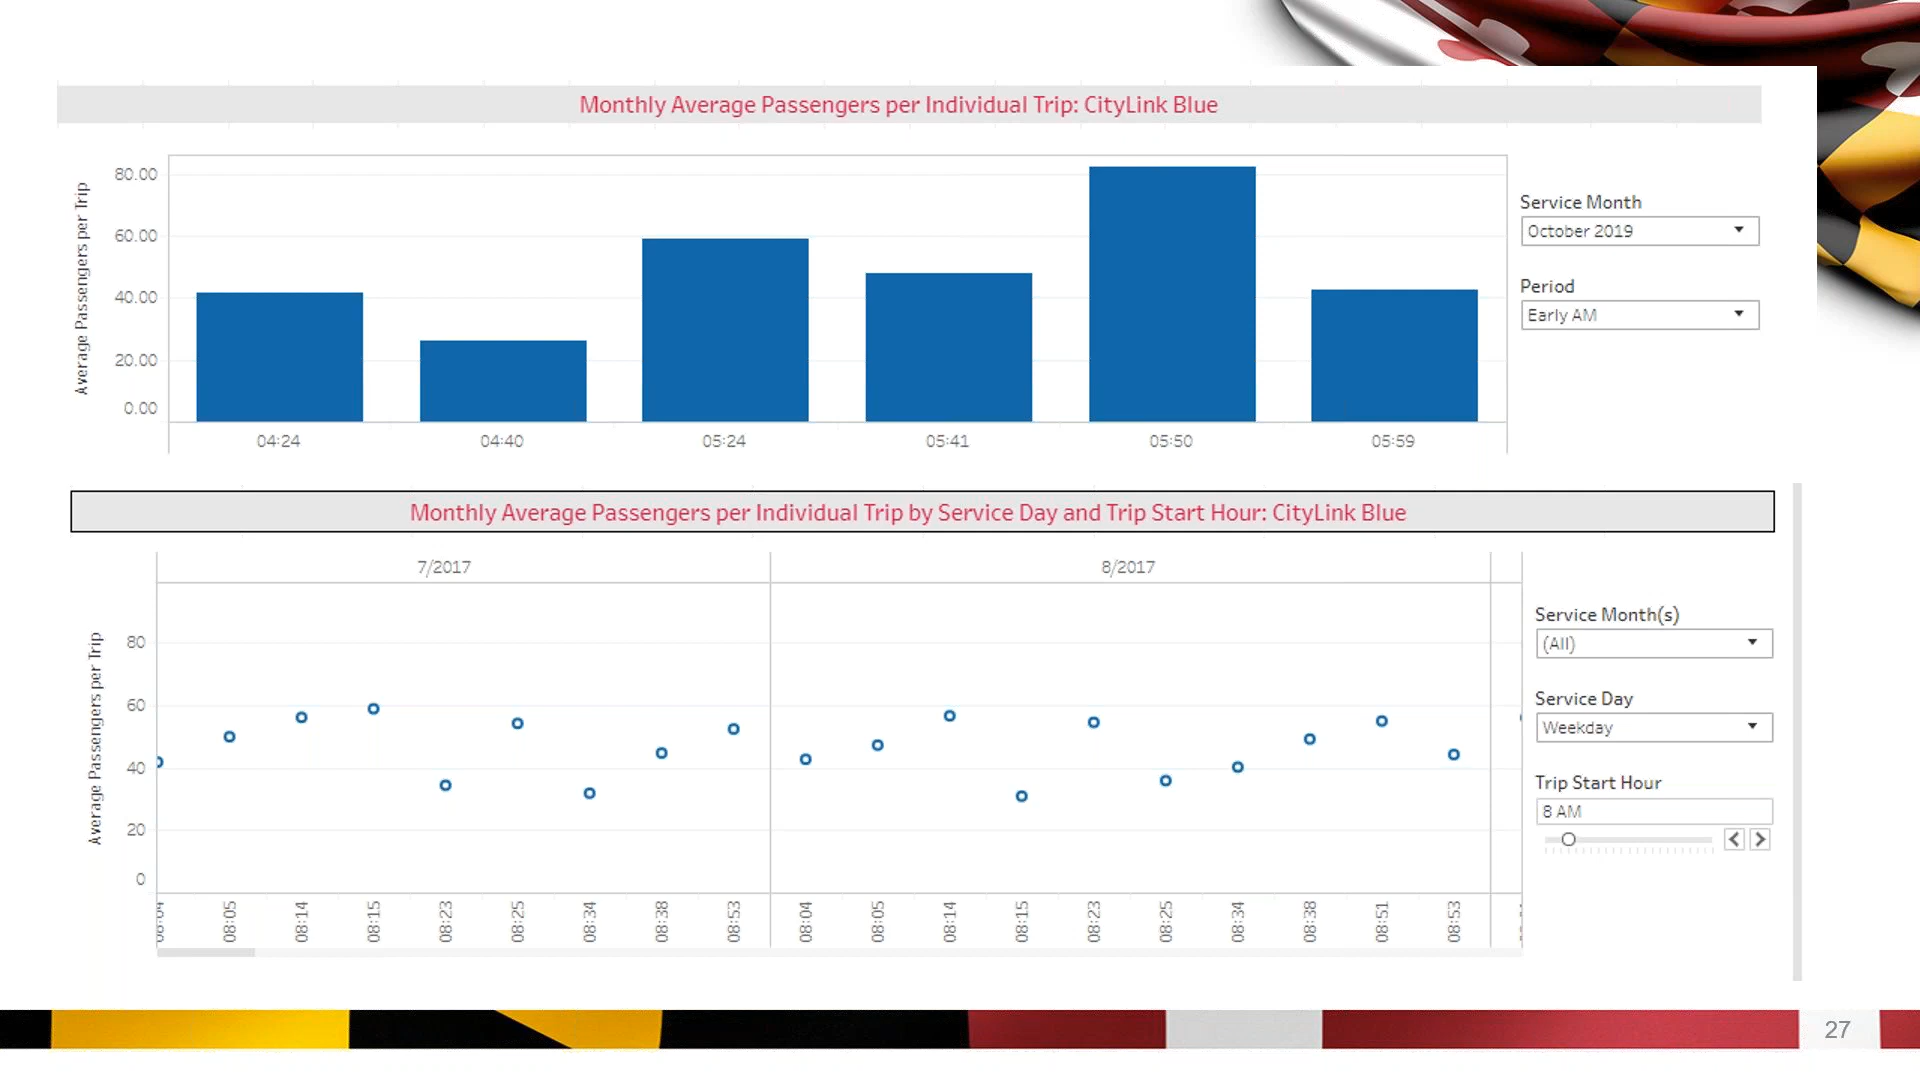 Monthly Average Passengers per Individual Trip: CityLink Blue
Average Passengers per Trip
80.00
60.00
40.00
20.00
0.00
04:24 04:40 05:24 05:41 05:50 05:59
Service Month
October 2019
Period
Early AM
Monthly Average Passengers per Individual Trip by Service Day and Trip Start Hour: CityLink Blue
7/2017 8/2017
Average Passengers per Trip
80
60
40
20
0
08:05 08:14 08:15 08:23 08:25 08:34 08:38 08:53 08:04 08:05 08:14 08:15 08:23 08:25 08:34 08:38 08:51 08:53
Service Month(s)
(All)
Service Day
Weekday
Trip Start Hour
8 AM
27